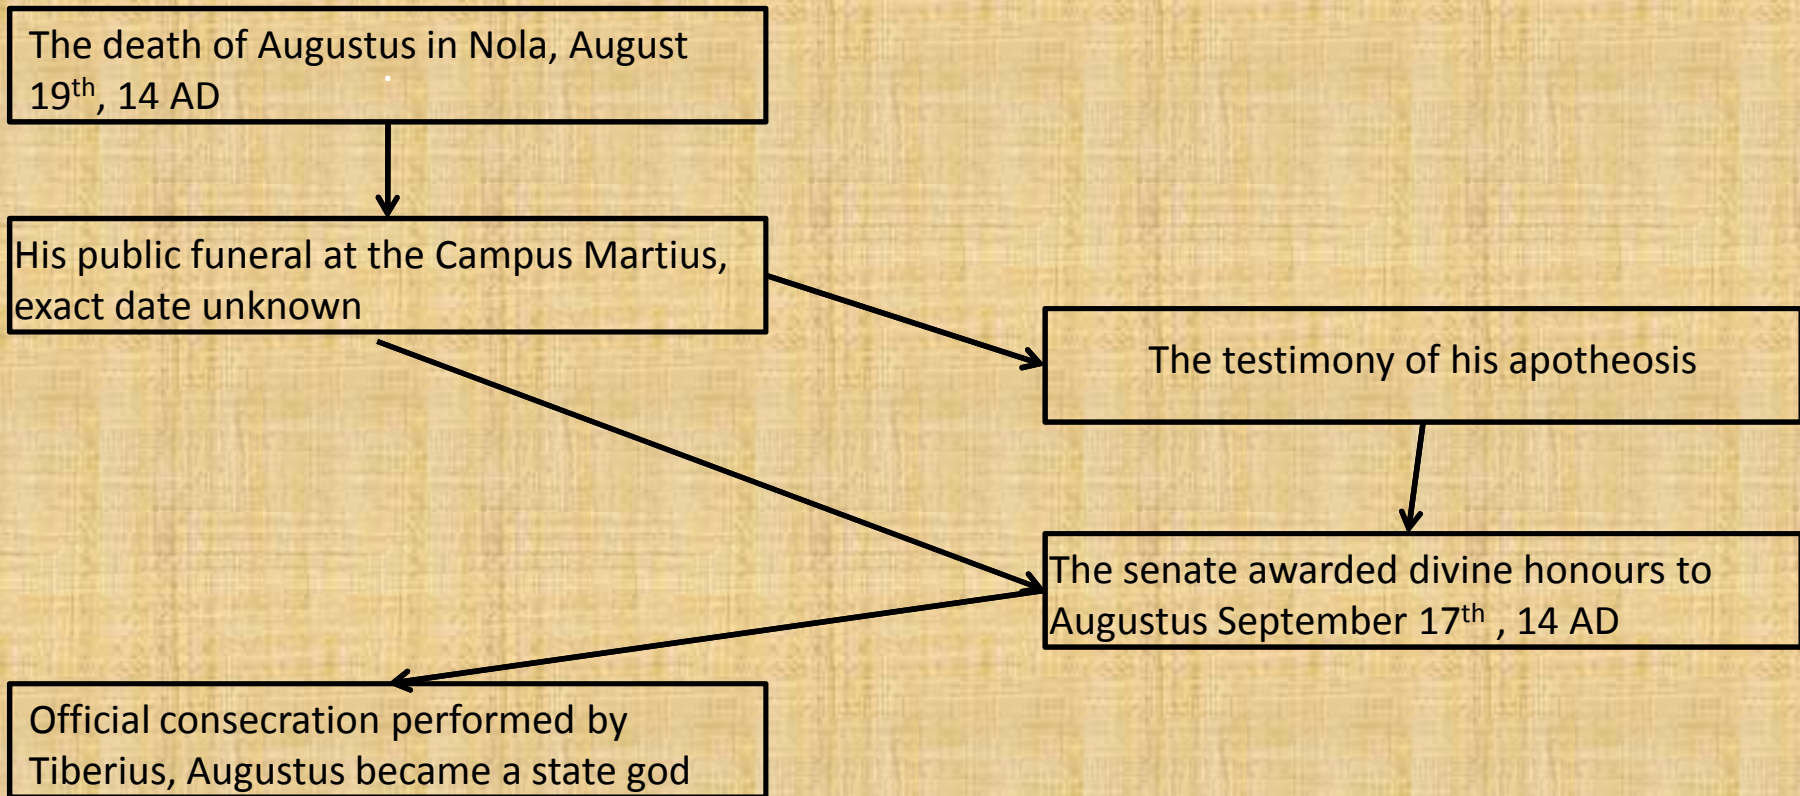 The death of Augustus in Nola, August
19th, 14 AD
His public funeral at the Campus Martius,
exact date unknown
The testimony of his apotheosis
The senate awarded divine honours to
Augustus September 17th , 14 AD
Official consecration performed by
Tiberius, Augustus became a state god